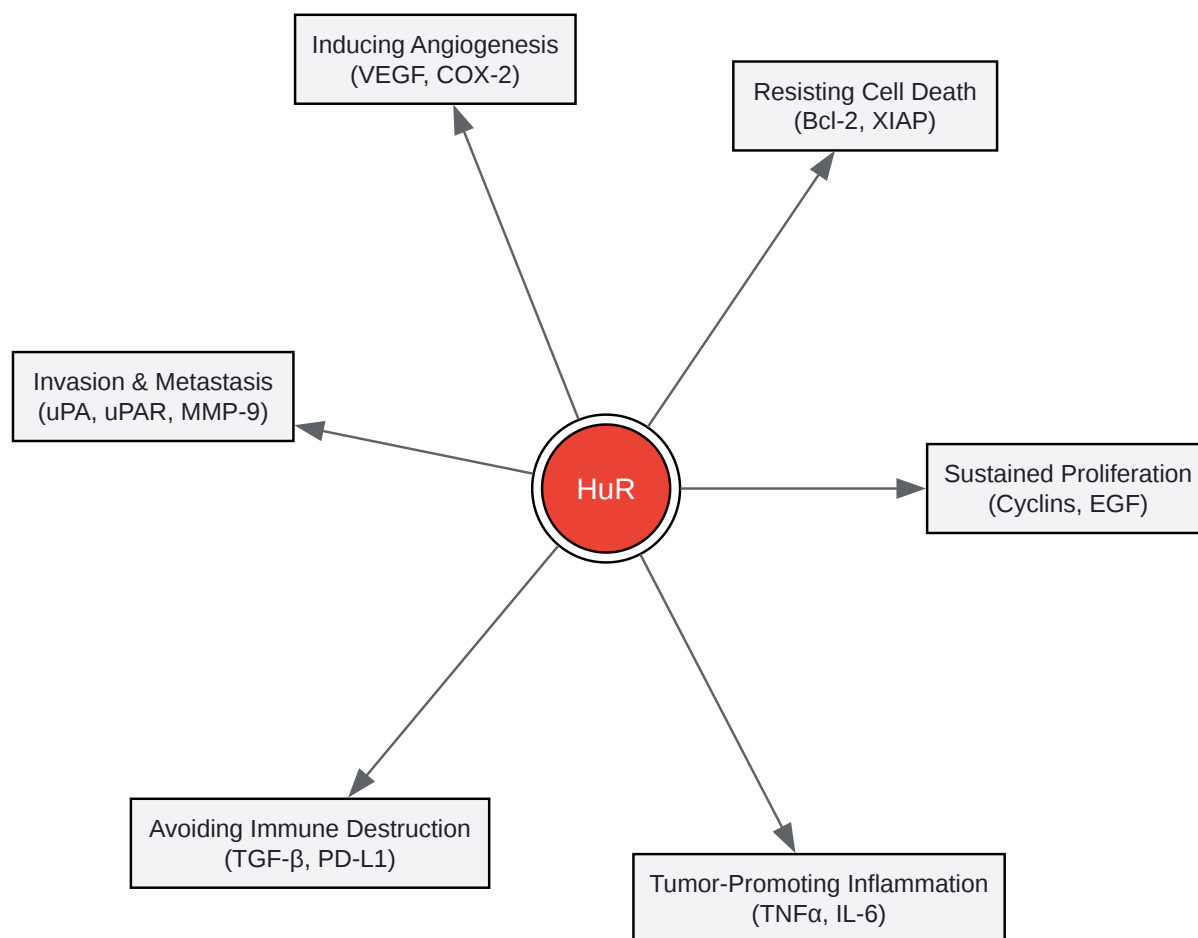 Inducing Angiogenesis
(VEGF, COX-2)
Resisting Cell Death
(Bcl-2, XIAP)
Invasion & Metastasis
(uPA, uPAR, MMP-9)
HuR
Sustained Proliferation
(Cyclins, EGF)
Avoiding Immune Destruction
(TGF-β, PD-L1)
Tumor-Promoting Inflammation
(TNFα, IL-6)